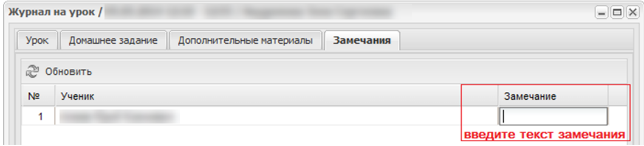 Журнал на урок /
Урок Домашнее задание Дополнительные материалы Замечания
Обновить
№ Ученик Замечание
1
введите текст замечания